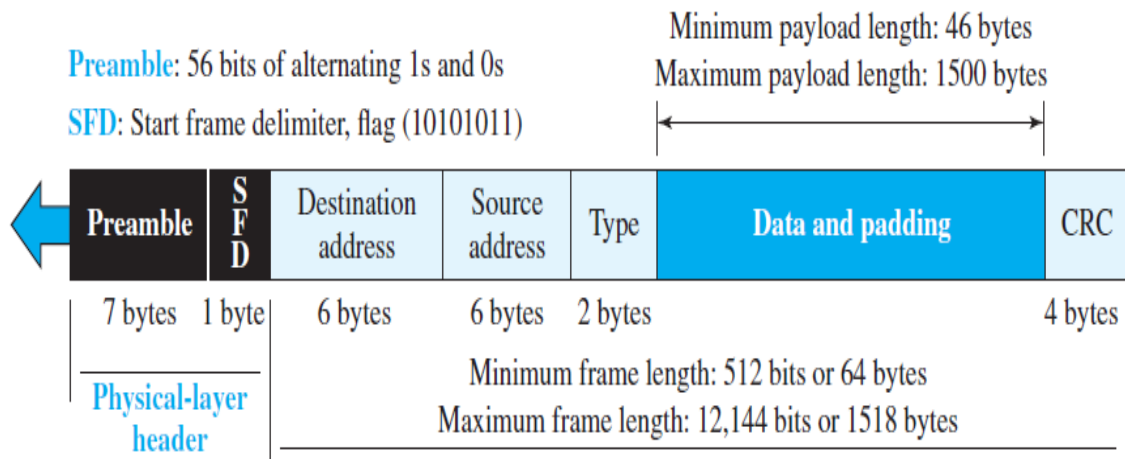 Minimum payload length: 46 bytes
Preamble: 56 bits of alternating 1s and 0s
Maximum payload length: 1500 bytes
SFD: Start frame delimiter, flag (10101011)
Preamble
S
F
D
Destination
address
Source
address
Type
Data and padding
CRC
7 bytes
1 byte
6 bytes
6 bytes
2 bytes
4 bytes
Physical-layer
header
Minimum frame length: 512 bits or 64 bytes
Maximum frame length: 12,144 bits or 1518 bytes